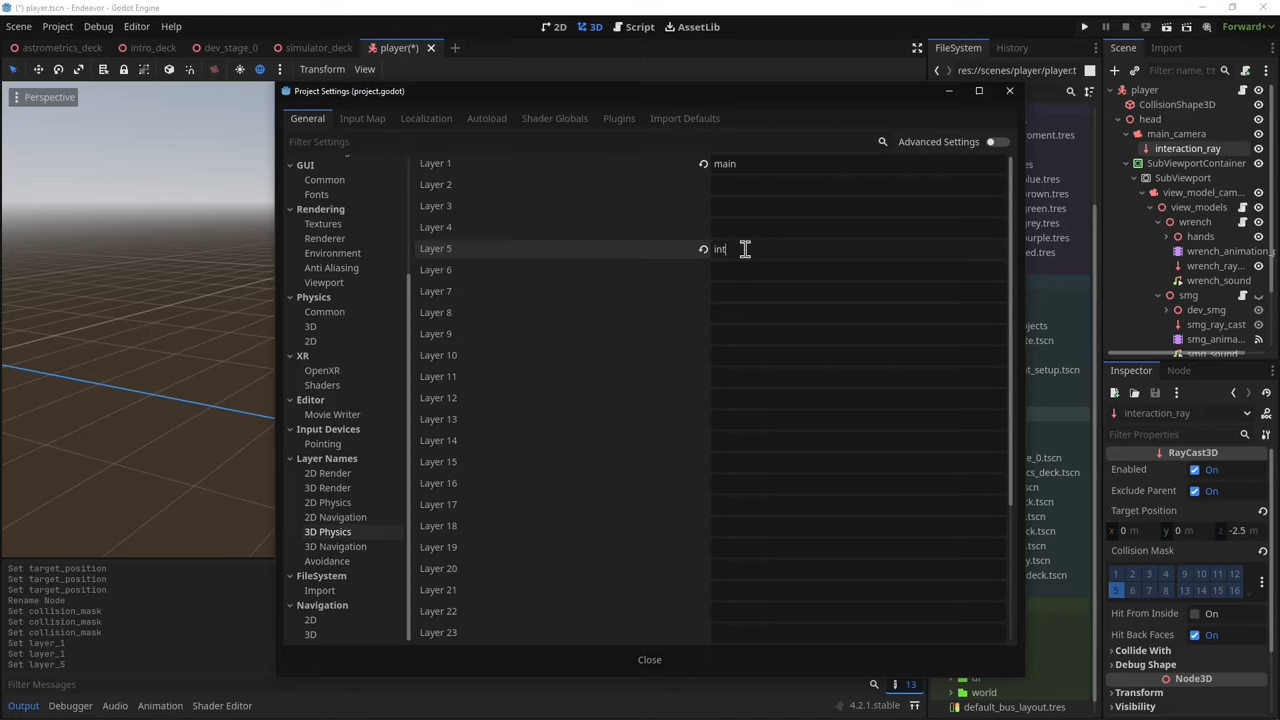 (*) player.tscn - Endeavor - Godot Engine
Scene Project Debug Editor Help
2D 3D Script AssetLib
Forward+
astrometrics_deck intro_deck dev_stage_0 simulator_deck player(*)
Transform View
Perspective
Set target_position
Set target_position
Set target_position
Rename Node
Set collision_mask
Set collision_mask
Set collision_mask
Set layer_1
Set layer_1
Set layer_5
Filter Messages
13
Output Debugger Audio Animation Shader Editor
4.2.1.stable
Project Settings (project.godot)
General Input Map Localization Autoload Shader Globals Plugins Import Defaults
Filter Settings
Advanced Settings
GUI
Common
Fonts
Rendering
Textures
Renderer
Environment
Anti Aliasing
Viewport
Physics
Common
3D
2D
XR
OpenXR
Shaders
Editor
Movie Writer
Input Devices
Pointing
Layer Names
2D Render
3D Render
2D Physics
2D Navigation
3D Physics
3D Navigation
Avoidance
FileSystem
Import
Navigation
2D
3D
Layer 1 main
Layer 2
Layer 3
Layer 4
Layer 5 int
Layer 6
Layer 7
Layer 8
Layer 9
Layer 10
Layer 11
Layer 12
Layer 13
Layer 14
Layer 15
Layer 16
Layer 17
Layer 18
Layer 19
Layer 20
Layer 21
Layer 22
Layer 23
Close
FileSystem History
res://scenes/player/player.t
world
default_bus_layout.tres
Scene Import
Filter: name, t:t
player
CollisionShape3D
head
main_camera
interaction_ray
SubViewportContainer
SubViewport
view_model_cam...
view_models
wrench
hands
wrench_animation
wrench_ray...
wrench_sound
smg
dev_smg
smg_ray_cast
smg_anima...
smg_sound
Inspector Node
interaction_ray
Filter Properties
RayCast3D
Enabled On
Exclude Parent On
Target Position
x 0 m y 0 m z -2.5 m
Collision Mask
1 2 3 4 9 10 11 12
5 6 7 8 13 14 15 16
Hit From Inside On
Hit Back Faces On
Collide With
Debug Shape
Node3D
Transform
Visibility